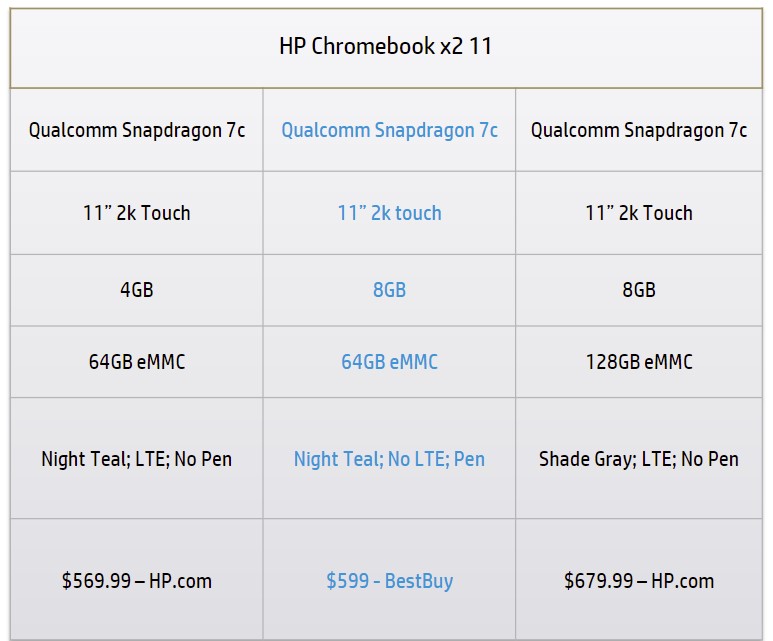 HP Chromebook x2 11
Qualcomm Snapdragon 7c Qualcomm Snapdragon 7c Qualcomm Snapdragon 7c
11” 2k Touch 11” 2k touch 11” 2k Touch
4GB 8GB 8GB
64GB eMMC 64GB eMMC 128GB eMMC
Night Teal; LTE; No Pen Night Teal; No LTE; Pen Shade Gray; LTE; No Pen
$569.99 – HP.com $599 - BestBuy $679.99 – HP.com